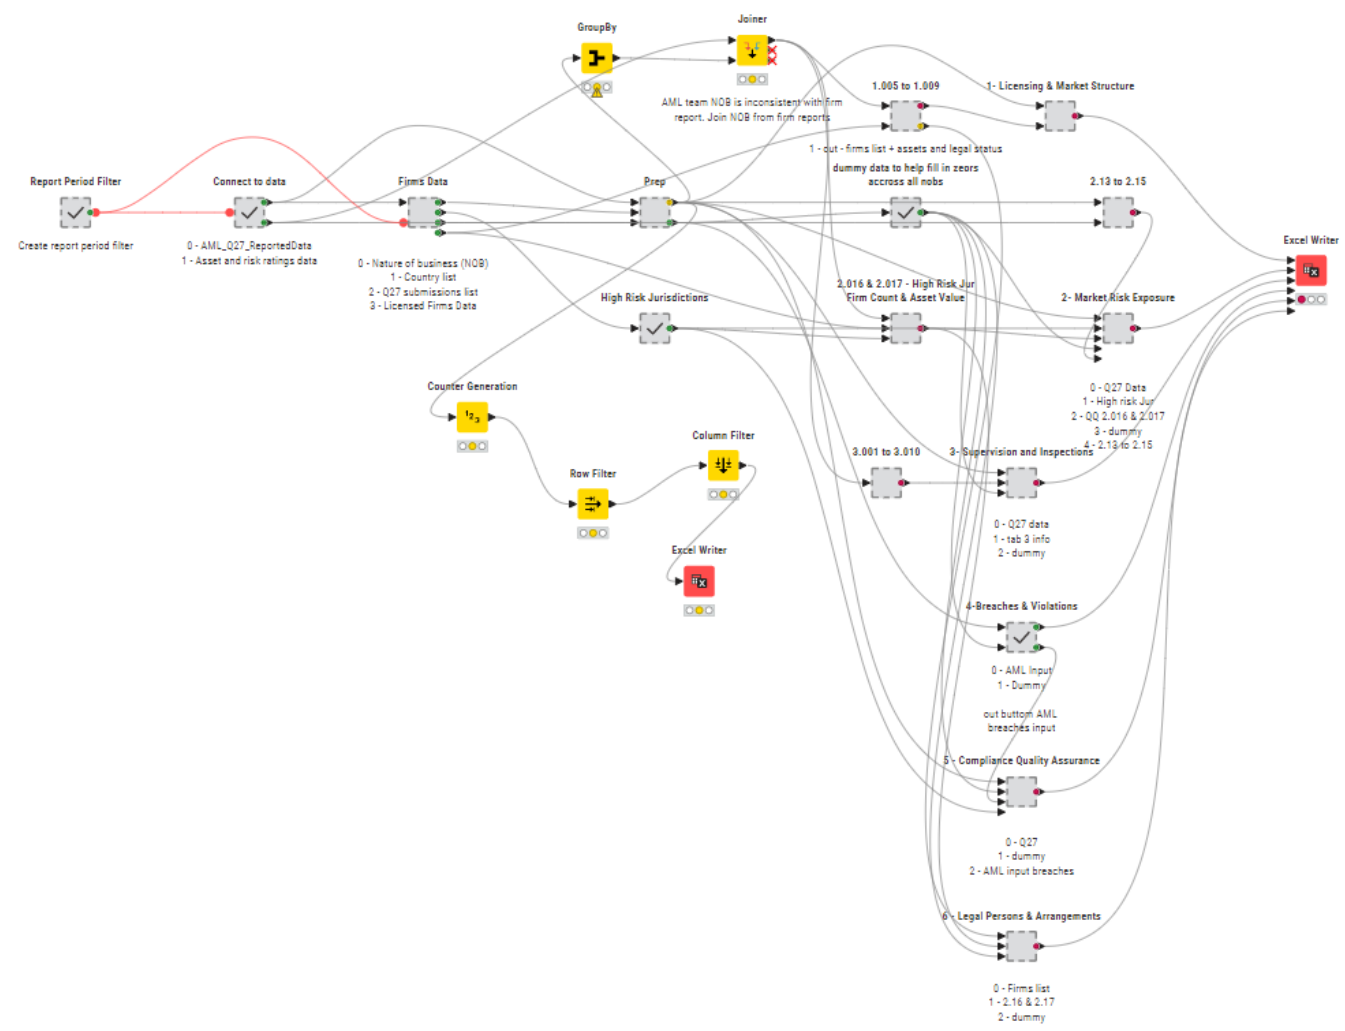 Joiner
GroupBy
AML team NOB is inconsistent with firm
report. Join NOB from firm reports
1.005 to 1.009
1 - out - firms list + assets and legal status
1- Licensing & Market Structure
Report Period Filter
Create report period filter
Connect to data
0 - AML_Q27_ReportedData
1 - Asset and risk ratings data
Firms Data
0 - Nature of business (NOB)
1 - Country list
2 - Q27 submissions list
3 - Licensed Firms Data
Prep
dummy data to help fill in zeors
accross all nobs
2.13 to 2.15
Excel Writer
High Risk Jurisdictions
2.016 & 2.017 - High Risk Jur
Firm Count & Asset Value
2- Market Risk Exposure
0 - Q27 Data
1 - High risk Jur
2 - QQ 2.016 & 2.017
3 - dummy
4 - 2.13 to 2.15
Counter Generation
Row Filter
Column Filter
Excel Writer
3.001 to 3.010
3- Supervision and Inspections
0 - Q27 data
1 - tab 3 info
2 - dummy
4-Breaches & Violations
0 - AML Input
1 - Dummy
out buttom AML
breaches input
5 - Compliance Quality Assurance
0 - Q27
1 - dummy
2 - AML input breaches
6 - Legal Persons & Arrangements
0 - Firms list
1 - 2.16 & 2.17
2 - dummy